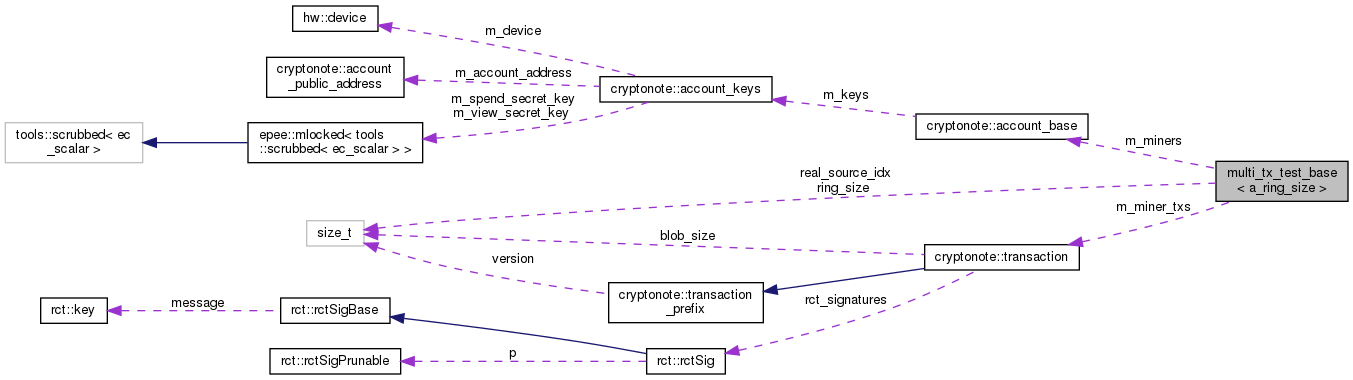 hw::device
m_device
cryptonote::account
_public_address
m_account_address
cryptonote::account_keys
m_spend_secret_key
m_view_secret_key
m_keys
tools::scrubbed< ec
_scalar >
epee::mlocked< tools
::scrubbed< ec_scalar > >
cryptonote::account_base
m_miners
multi_tx_test_base
< a_ring_size >
real_source_idx
ring_size
m_miner_txs
size_t
blob_size
version
cryptonote::transaction
cryptonote::transaction
_prefix
rct_signatures
rct::key
message
rct::rctSigBase
rct::rctSigPrunable
p
rct::rctSig